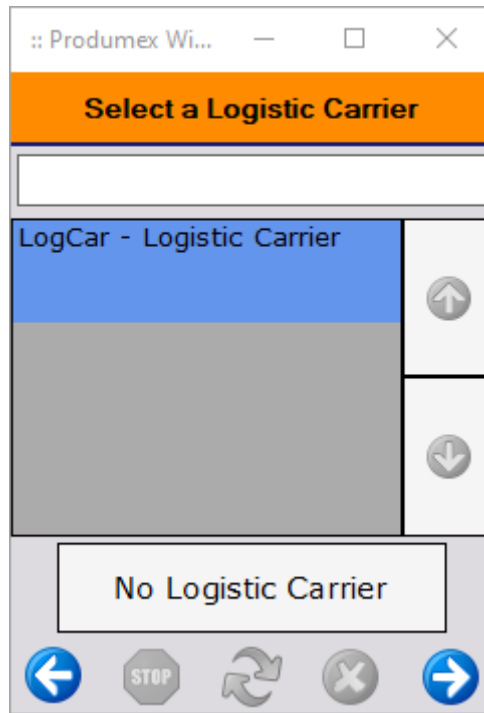 :: Produmex Wi...
Select a Logistic Carrier
LogCar - Logistic Carrier
No Logistic Carrier
STOP